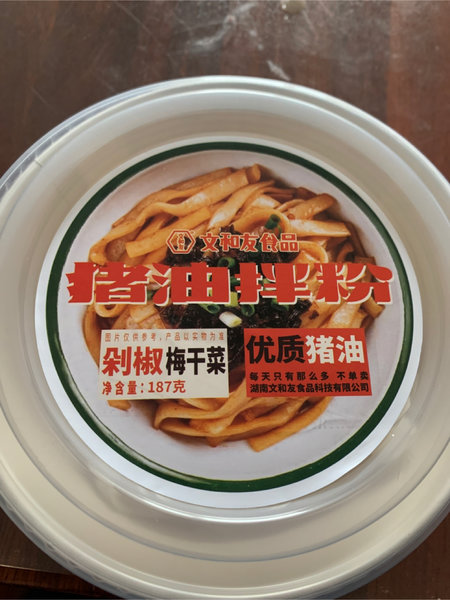 文和友食品
猪油拌粉
图片仅供参考,产品以实物为准
剁椒梅干菜
净含量:187克
优质猪油
每天只有那么多 不单卖
湖南文和友食品科技有限公司